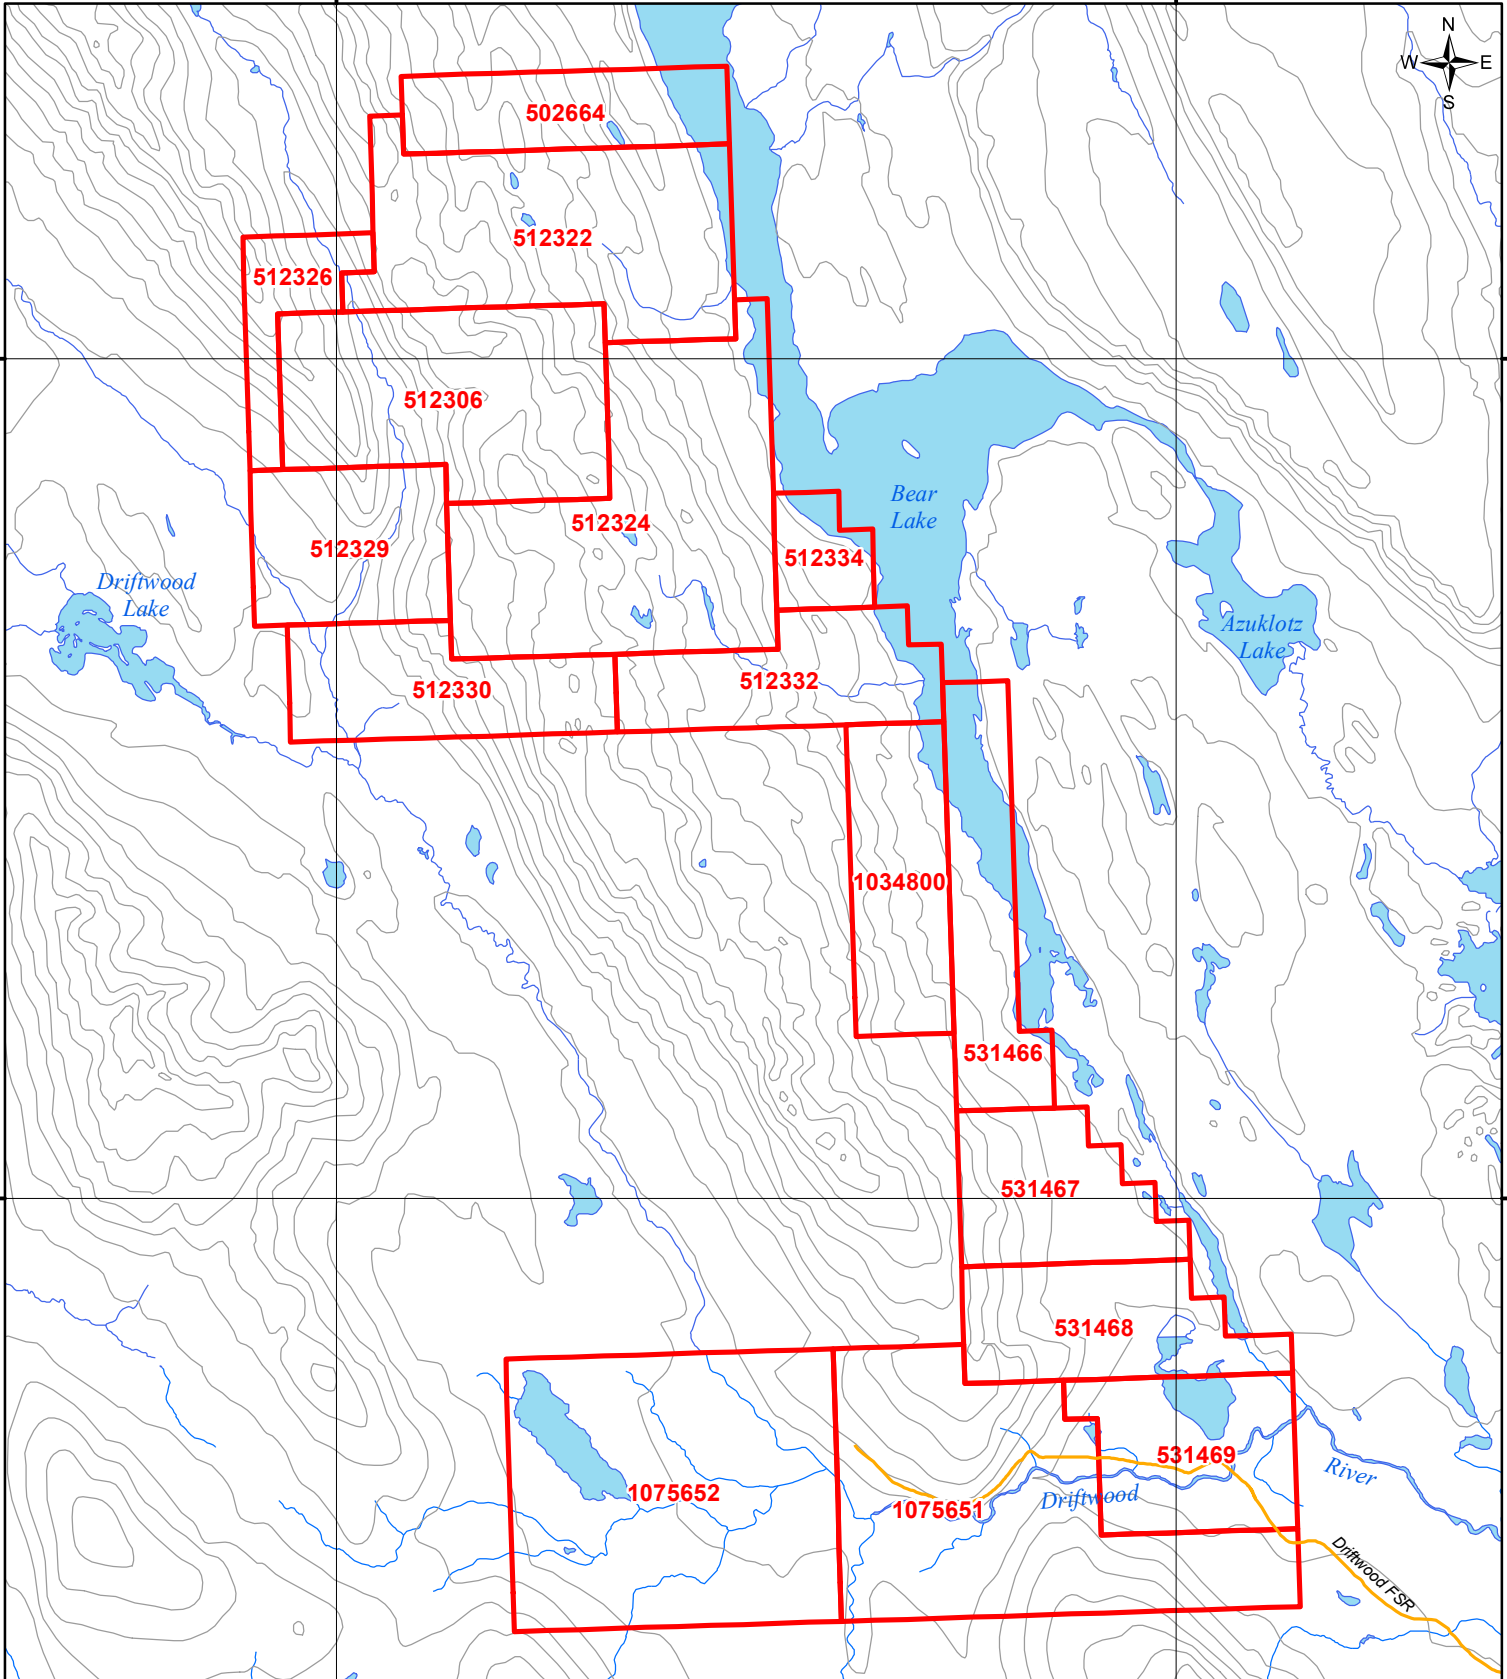 N
W E
S
502664
512322
512326
512306
Bear
Lake
512324
512329
512334
Driftwood
Lake
Azuklotz
Lake
512332
512330
1034800
531466
531467
531468
531469
River
1075652
Driftwood
1075651
Driftwood FSR